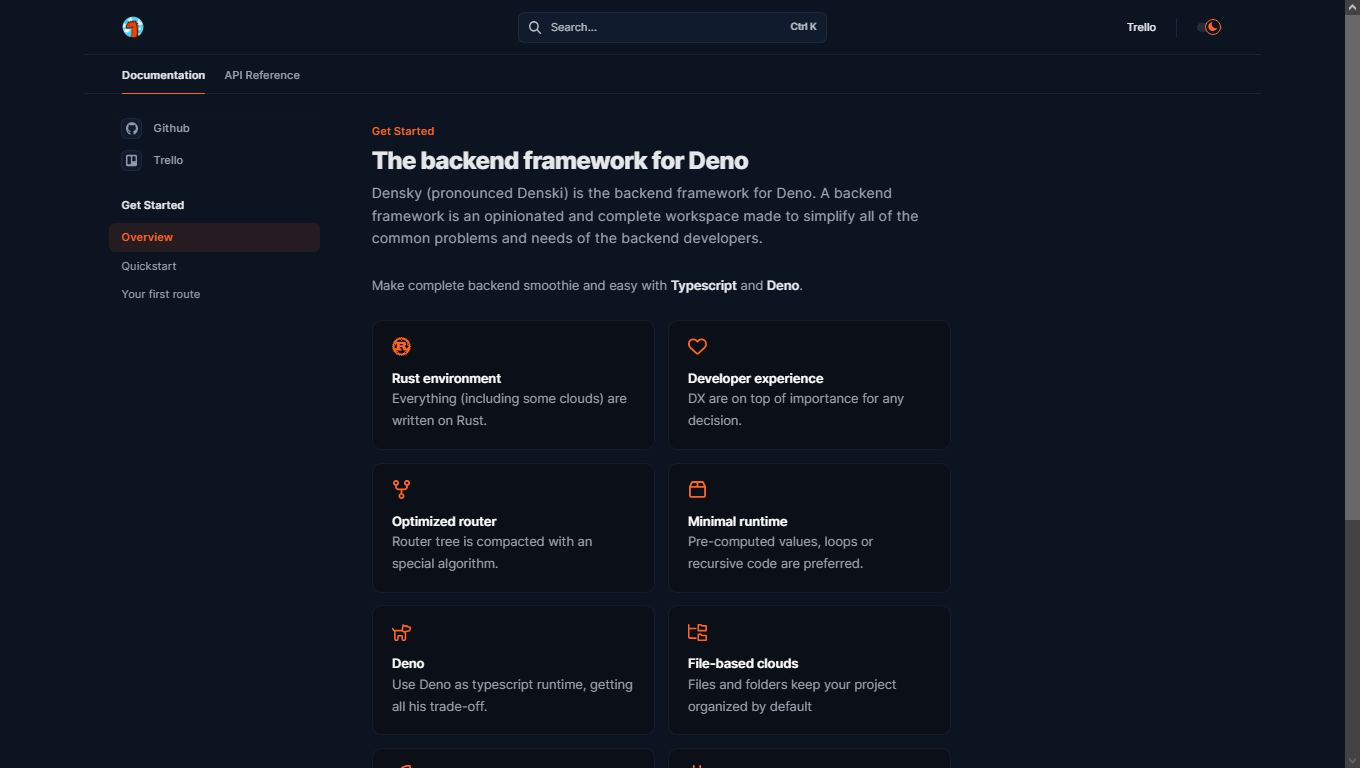 Search...
Ctrl K
Trello
Documentation
API Reference
Github
Trello
Get Started
Overview
Quickstart
Your first route
Get Started
The backend framework for Deno
Densky (pronounced Denski) is the backend framework for Deno. A backend
framework is an opinionated and complete workspace made to simplify all of the
common problems and needs of the backend developers.
Make complete backend smoothie and easy with Typescript and Deno.
Rust environment
Everything (including some clouds) are
written on Rust.
Developer experience
DX are on top of importance for any
decision.
Optimized router
Router tree is compacted with an
special algorithm.
Minimal runtime
Pre-computed values, loops or
recursive code are preferred.
Deno
Use Deno as typescript runtime, getting
all his trade-off.
File-based clouds
Files and folders keep your project
organized by default